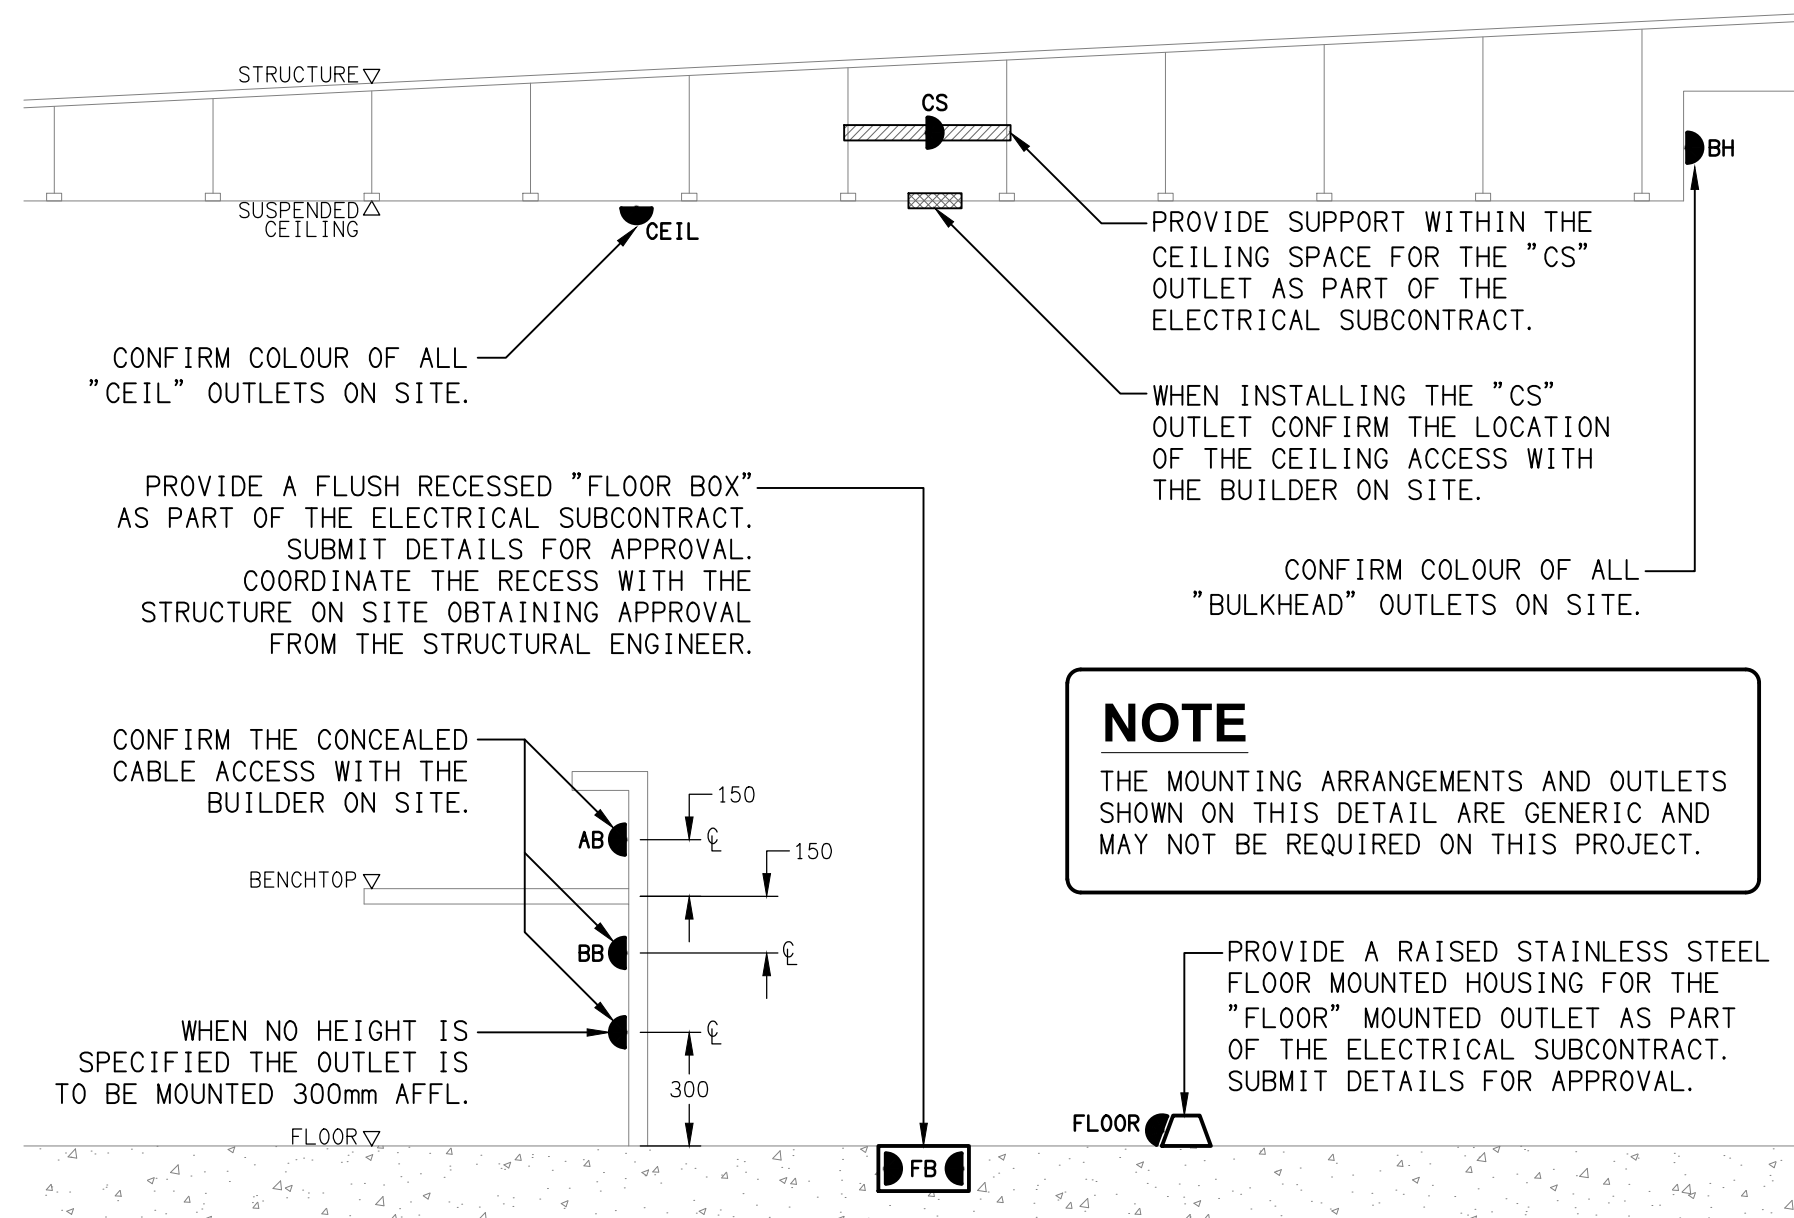 STRUCTURE
CS
BH
SUSPENDED
CEILING
CEIL
PROVIDE SUPPORT WITHIN THE
CEILING SPACE FOR THE "CS"
OUTLET AS PART OF THE
ELECTRICAL SUBCONTRACT.
CONFIRM COLOUR OF ALL
"CEIL" OUTLETS ON SITE.
WHEN INSTALLING THE "CS"
OUTLET CONFIRM THE LOCATION
OF THE CEILING ACCESS WITH
THE BUILDER ON SITE.
PROVIDE A FLUSH RECESSED "FLOOR BOX"
AS PART OF THE ELECTRICAL SUBCONTRACT.
SUBMIT DETAILS FOR APPROVAL.
COORDINATE THE RECESS WITH THE
STRUCTURE ON SITE OBTAINING APPROVAL
FROM THE STRUCTURAL ENGINEER.
CONFIRM COLOUR OF ALL
"BULKHEAD" OUTLETS ON SITE.
NOTE
THE MOUNTING ARRANGEMENTS AND OUTLETS
SHOWN ON THIS DETAIL ARE GENERIC AND
MAY NOT BE REQUIRED ON THIS PROJECT.
CONFIRM THE CONCEALED
CABLE ACCESS WITH THE
BUILDER ON SITE.
150
AB
℄
150
BENCHTOP
BB
℄
WHEN NO HEIGHT IS
SPECIFIED THE OUTLET IS
TO BE MOUNTED 300mm AFFL.
℄
300
PROVIDE A RAISED STAINLESS STEEL
FLOOR MOUNTED HOUSING FOR THE
"FLOOR" MOUNTED OUTLET AS PART
OF THE ELECTRICAL SUBCONTRACT.
SUBMIT DETAILS FOR APPROVAL.
FLOOR
FLOOR
FB